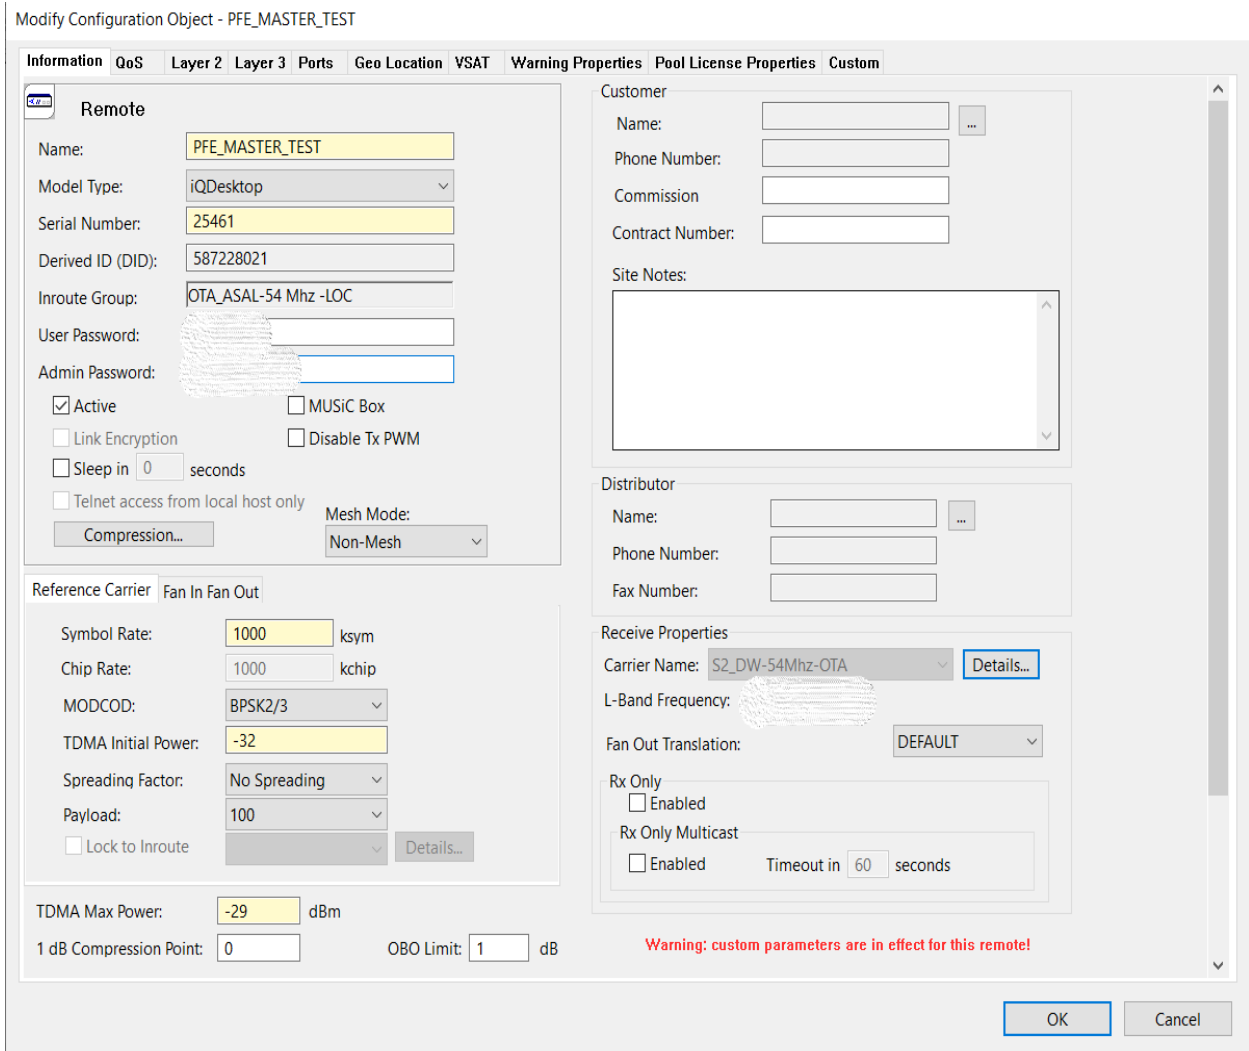 Modify Configuration Object - PFE_MASTER_TEST
Information QoS Layer 2 Layer 3 Ports Geo Location VSAT Warning Properties Pool License Properties Custom
Remote
Name: PFE_MASTER_TEST
Model Type: iQDesktop
Serial Number: 25461
Derived ID (DID): 587228021
Inroute Group: OTA_ASAL-54 Mhz -LOC
User Password:
Admin Password:
Active MUSiC Box
Link Encryption Disable Tx PWM
Sleep in 0 seconds
Telnet access from local host only
Mesh Mode:
Compression... Non-Mesh
Reference Carrier Fan In Fan Out
Symbol Rate: 1000 ksym
Chip Rate: 1000 kchip
MODCOD: BPSK2/3
TDMA Initial Power: -32
Spreading Factor: No Spreading
Payload: 100
Lock to Inroute Details...
TDMA Max Power: -29 dBm
1 dB Compression Point: 0 OBO Limit: 1 dB
Customer
Name: ...
Phone Number:
Commission
Contract Number:
Site Notes:
Distributor
Name: ...
Phone Number:
Fax Number:
Receive Properties
Carrier Name: S2_DW-54Mhz-OTA Details...
L-Band Frequency:
Fan Out Translation: DEFAULT
Rx Only
Enabled
Rx Only Multicast
Enabled Timeout in 60 seconds
Warning: custom parameters are in effect for this remote!
OK Cancel